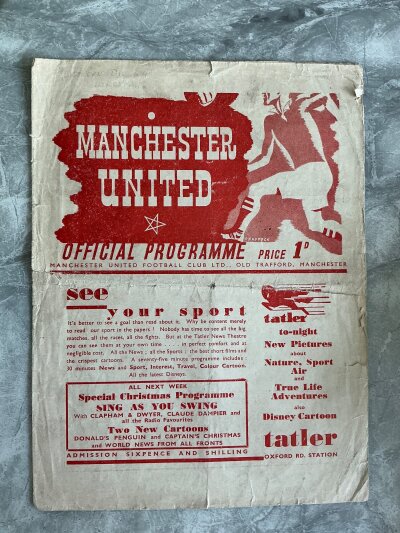 MANCHESTER
UNITED
OFFICIAL PROGRAMME PRICE 1D
MANCHESTER UNITED FOOTBALL CLUB LTD., OLD TRAFFORD, MANCHESTER
see
your sport
It's better to see a goal than read about it. Why be content merely
to read our sport in the papers! Nobody has time to see all the big
matches, all the races, all the fights. But at the Tatler News Theatre
you can see them at your own time . . . . in perfect comfort and at
negligible cost. All the News; all the Sports; the best short films and
the crispest cartoons. A seventy-five minute programme includes:
30 minutes News and Sport, Interest, Travel, Colour Cartoon.
All the latest Disneys.
ALL NEXT WEEK
Special Christmas Programme
SING AS YOU SWING
With CLAPHAM & DWYER, CLAUDE DAMPIER and
all the Radio Favourites
Two New Cartoons
DONALD'S PENGUIN and CAPTAIN'S CHRISTMAS
and WORLD NEWS FROM ALL FRONTS
ADMISSION SIXPENCE AND SHILLING
tatler
to-night
New Pictures
about
Nature, Sport
Air
and
True Life
Adventures
also
Disney Cartoon
tatler
OXFORD RD. STATION